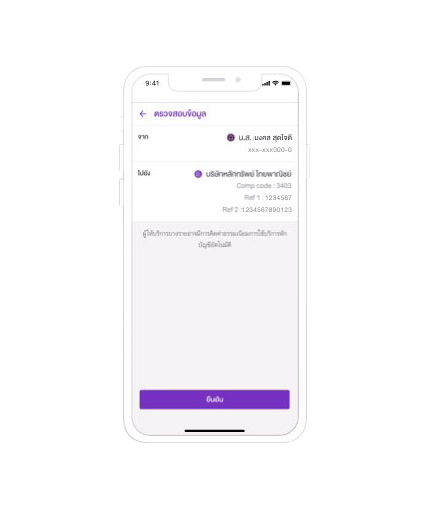 9:41
ตรวจสอบข้อมูล
จาก
น.ส. มงคล สุดใจดี
xxx-xxx000-0
ไปยัง
บริษัทหลักทรัพย์ ไทยพาณิชย์
Comp code : 3403
Ref 1 : 1234567
Ref 2 :1234567890123
ผู้ให้บริการบางรายอาจมีการคิดค่าธรรมเนียมการใช้บริการหัก
บัญชีอัตโนมัติ
ยืนยัน